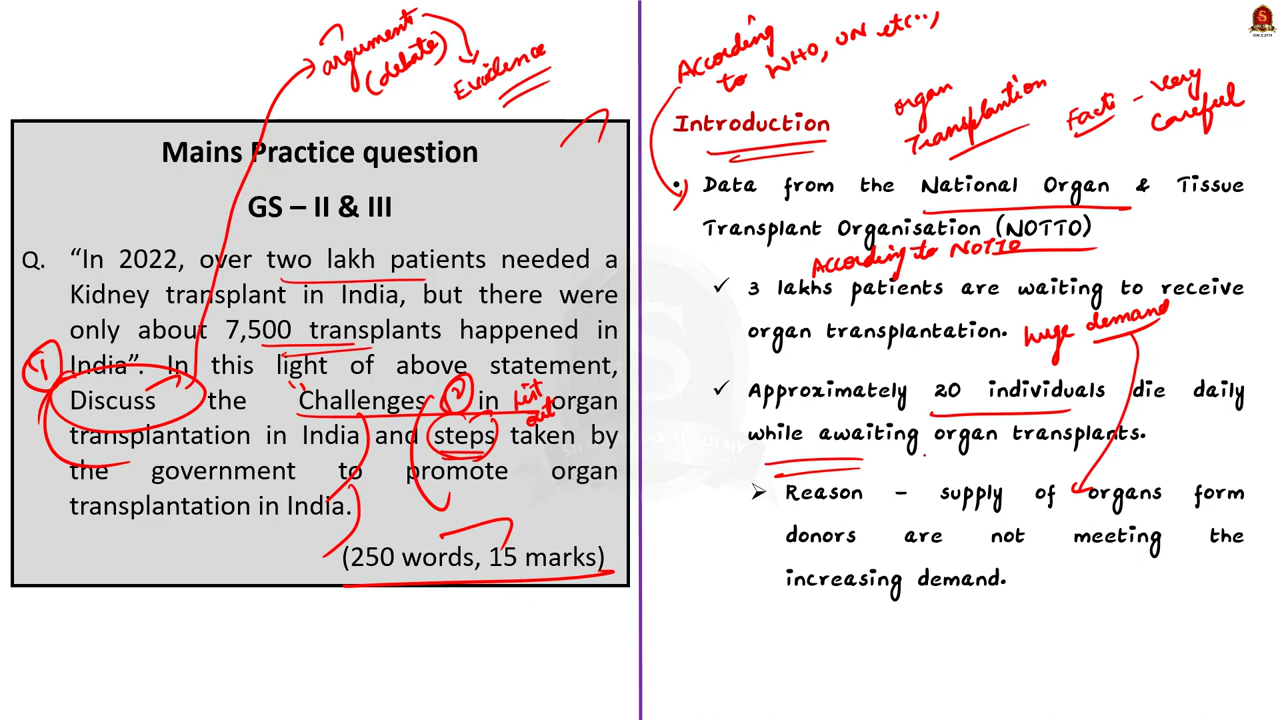 argument
(debate)
Evidence
Mains Practice question
GS – II & III
Q. “In 2022, over two lakh patients needed a
Kidney transplant in India, but there were
only about 7,500 transplants happened in
India”. In this light of above statement,
1
Discuss the "Challenges in organ
2
List
out
transplantation in India and steps taken by
the government to promote organ
transplantation in India.
(250 words, 15 marks)
According
to WHO, UN etc..,
Introduction
organ
Transplantion
Facts - very
careful
• Data from the National Organ & Tissue
Transplant Organisation (NOTTO)
According to NOTTO
✓ 3 lakhs patients are waiting to receive
organ transplantation.
huge demand
✓ Approximately 20 individuals die daily
while awaiting organ transplants.
➢ Reason – supply of organs form
donors are not meeting the
increasing demand.